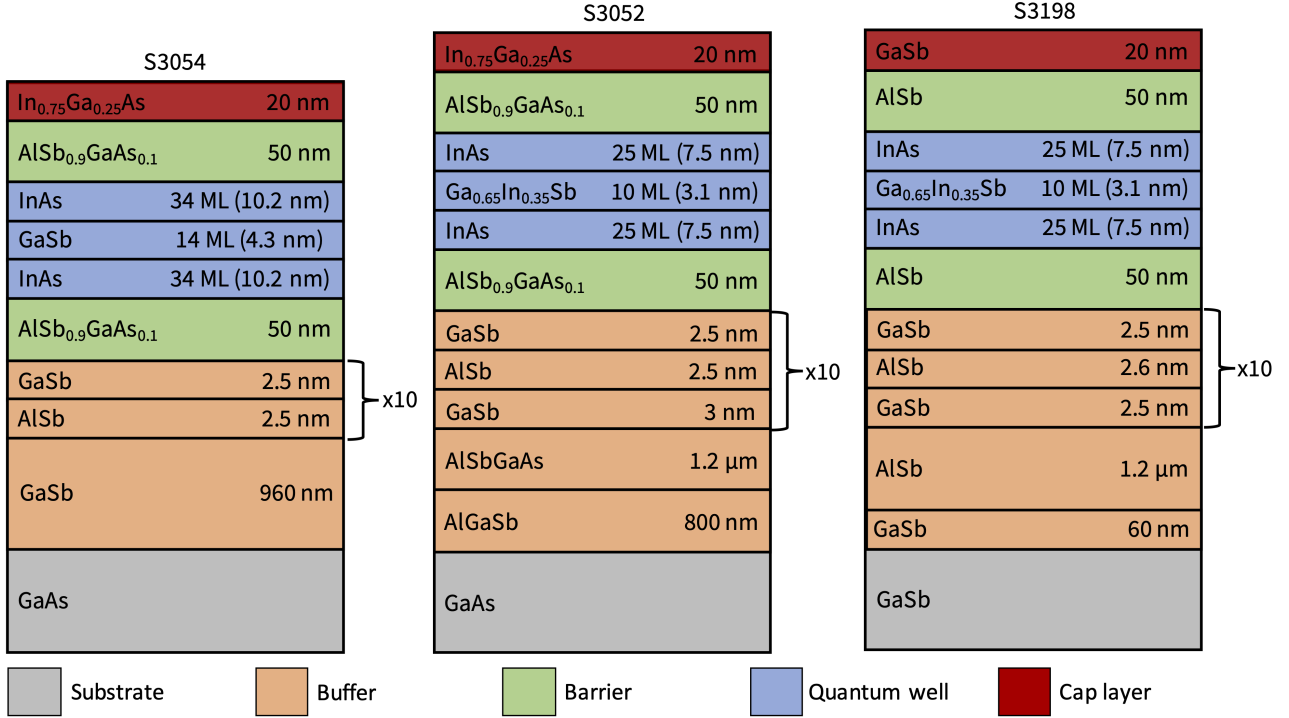 S3054
In0.75Ga0.25As 20 nm
AlSb0.9GaAs0.1 50 nm
InAs 34 ML (10.2 nm)
GaSb 14 ML (4.3 nm)
InAs 34 ML (10.2 nm)
AlSb0.9GaAs0.1 50 nm
GaSb 2.5 nm
AlSb 2.5 nm
x10
GaSb 960 nm
GaAs
S3052
In0.75Ga0.25As 20 nm
AlSb0.9GaAs0.1 50 nm
InAs 25 ML (7.5 nm)
Ga0.65In0.35Sb 10 ML (3.1 nm)
InAs 25 ML (7.5 nm)
AlSb0.9GaAs0.1 50 nm
GaSb 2.5 nm
AlSb 2.5 nm
GaSb 3 nm
x10
AlSbGaAs 1.2 µm
AlGaSb 800 nm
GaAs
S3198
GaSb 20 nm
AlSb 50 nm
InAs 25 ML (7.5 nm)
Ga0.65In0.35Sb 10 ML (3.1 nm)
InAs 25 ML (7.5 nm)
AlSb 50 nm
GaSb 2.5 nm
AlSb 2.6 nm
GaSb 2.5 nm
x10
AlSb 1.2 µm
GaSb 60 nm
GaSb
Substrate
Buffer
Barrier
Quantum well
Cap layer